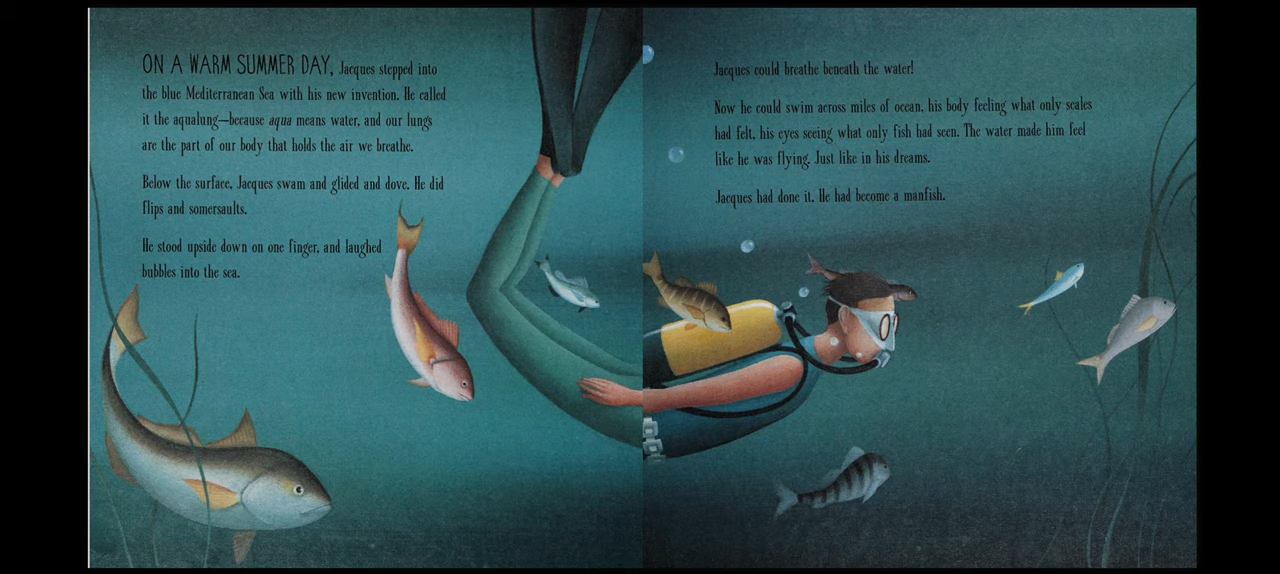 ON A WARM SUMMER DAY, Jacques stepped into
the blue Mediterranean Sea with his new invention. He called
it the aqualung—because aqua means water, and our lungs
are the part of our body that holds the air we breathe.
Below the surface, Jacques swam and glided and dove. He did
flips and somersaults.
He stood upside down on one finger, and laughed
bubbles into the sea.
Jacques could breathe beneath the water!
Now he could swim across miles of ocean, his body feeling what only scales
had felt, his eyes seeing what only fish had seen. The water made him feel
like he was flying. Just like in his dreams.
Jacques had done it. He had become a manfish.